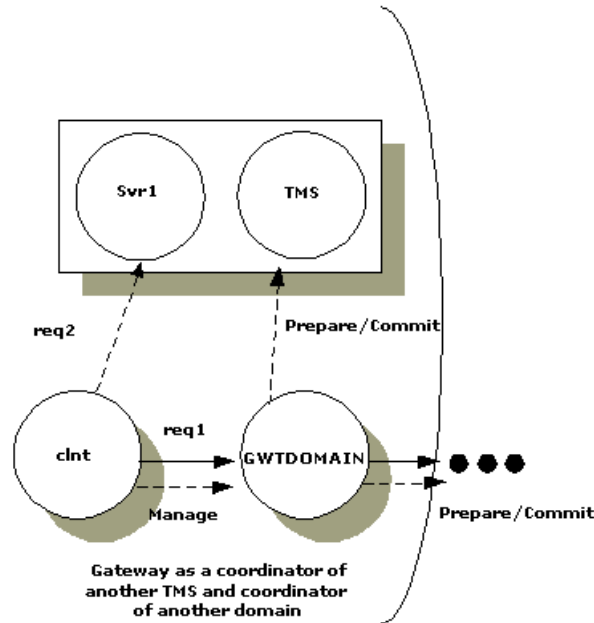 Svr1
TMS
req2
Prepare/Commit
clnt
req1
GWTDOMAIN
Manage
Prepare/Commit
Gateway as a coordinator of
another TMS and coordinator
of another domain